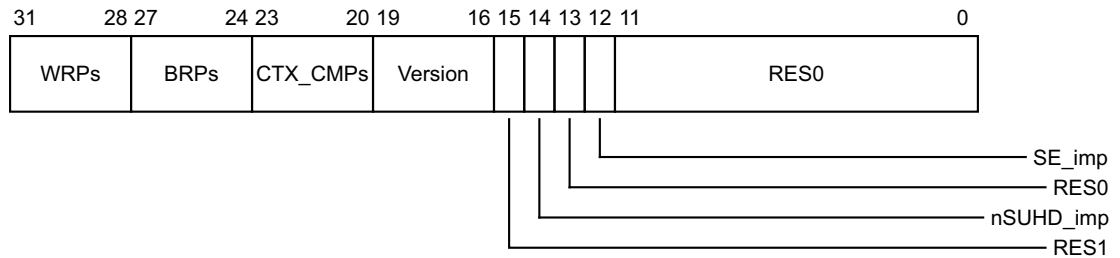 31 28 27 24 23 20 19 16 15 14 13 12 11 0
WRPs BRPs CTX_CMPs Version RES0
SE_imp
RES0
nSUHD_imp
RES1